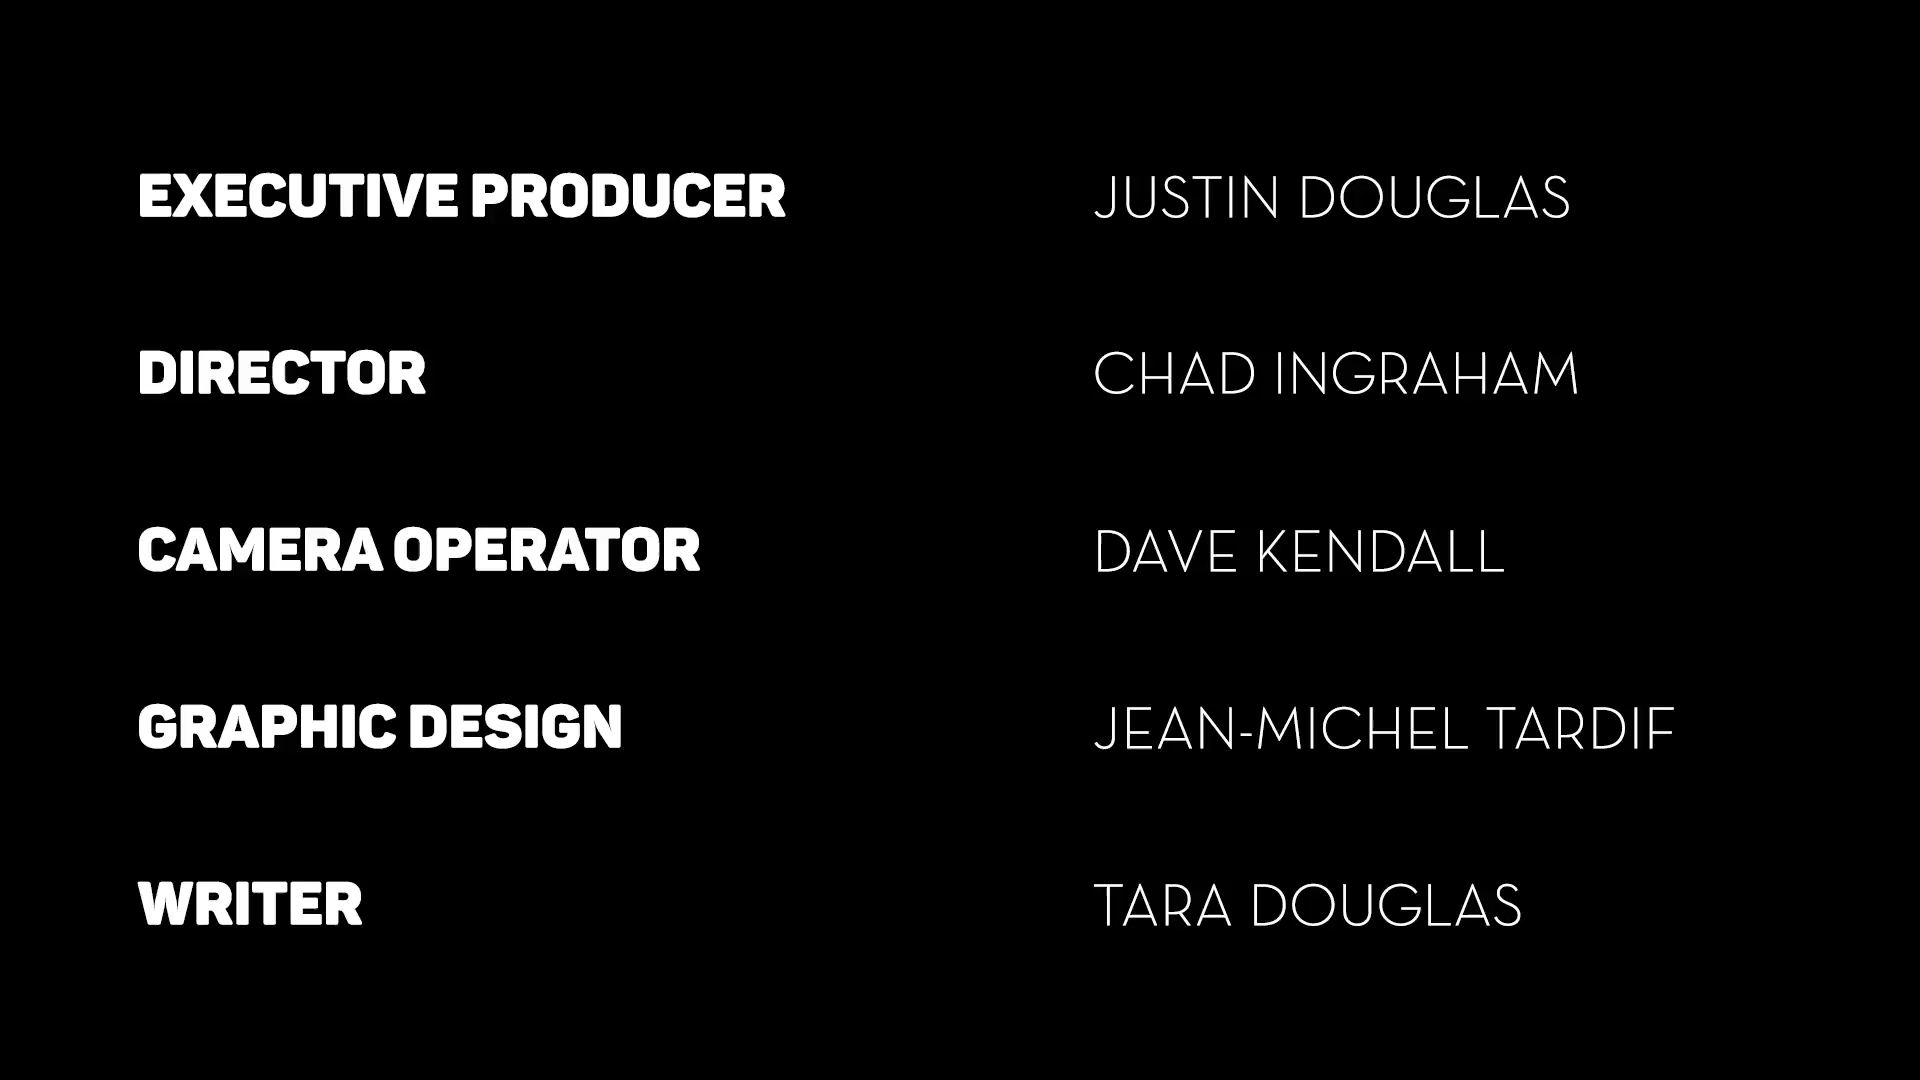 EXECUTIVE PRODUCER JUSTIN DOUGLAS
DIRECTOR CHAD INGRAHAM
CAMERA OPERATOR DAVE KENDALL
GRAPHIC DESIGN JEAN-MICHEL TARDIF
WRITER TARA DOUGLAS